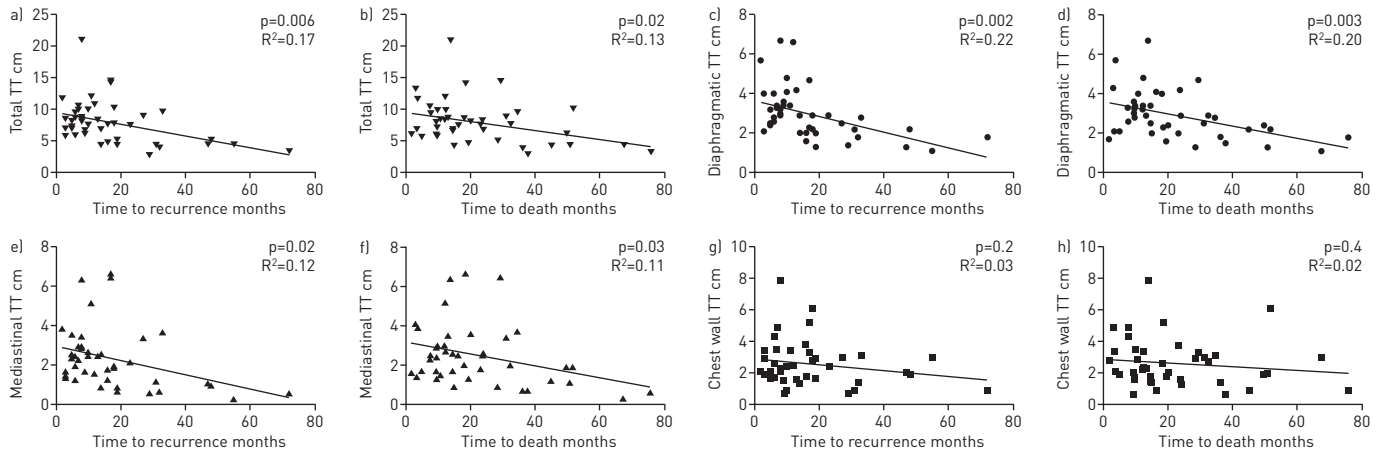 a)
p=0.006
R²=0.17
25
20
15
10
5
0
Total TT cm
0 20 40 60 80
Time to recurrence months
b)
p=0.02
R²=0.13
25
20
15
10
5
0
Total TT cm
0 20 40 60 80
Time to death months
c)
p=0.002
R²=0.22
8
6
4
2
0
Diaphragmatic TT cm
0 20 40 60 80
Time to recurrence months
d)
p=0.003
R²=0.20
8
6
4
2
0
Diaphragmatic TT cm
0 20 40 60 80
Time to death months
e)
p=0.02
R²=0.12
8
6
4
2
0
Mediastinal TT cm
0 20 40 60 80
Time to recurrence months
f)
p=0.03
R²=0.11
8
6
4
2
0
Mediastinal TT cm
0 20 40 60 80
Time to death months
g)
p=0.2
R²=0.03
10
8
6
4
2
0
Chest wall TT cm
0 20 40 60 80
Time to recurrence months
h)
p=0.4
R²=0.02
10
8
6
4
2
0
Chest wall TT cm
0 20 40 60 80
Time to death months